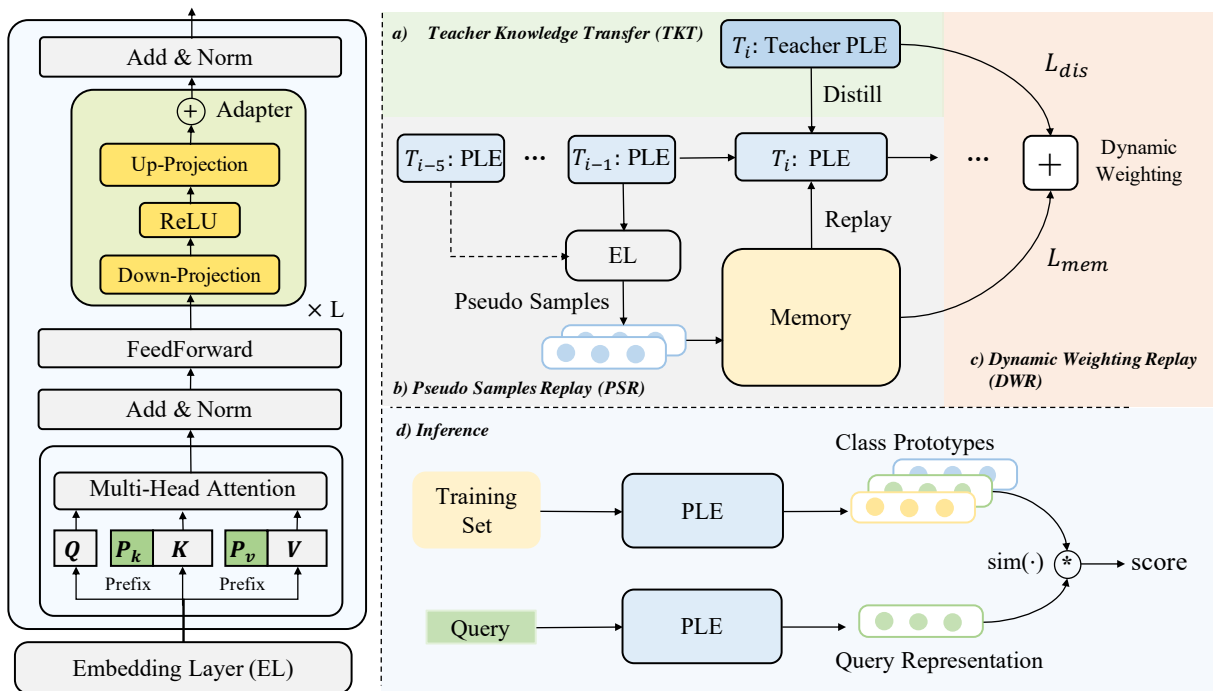 Add & Norm
Adapter
+
Up-Projection
ReLU
Down-Projection
× L
FeedForward
Add & Norm
Multi-Head Attention
Q P_k K P_v V
Prefix Prefix
Embedding Layer (EL)
a) Teacher Knowledge Transfer (TKT)
T_i: Teacher PLE
L_dis
Distill
T_{i-5}: PLE ... T_{i-1}: PLE T_i: PLE ...
+
Dynamic
Weighting
Replay
EL
L_mem
Pseudo Samples
Memory
b) Pseudo Samples Replay (PSR)
c) Dynamic Weighting Replay
(DWR)
d) Inference
Class Prototypes
Training
Set
PLE
sim(·) * score
Query
PLE
Query Representation